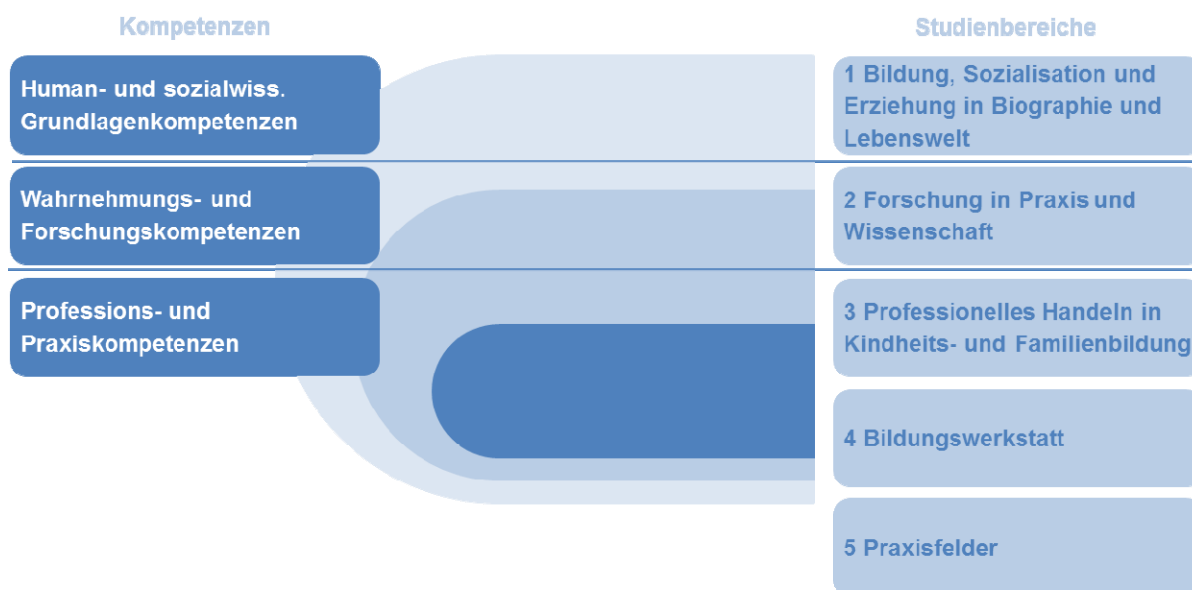 Kompetenzen
Studienbereiche
Human- und sozialwiss.
Grundlagenkompetenzen
1 Bildung, Sozialisation und
Erziehung in Biographie und
Lebenswelt
Wahrnehmungs- und
Forschungskompetenzen
2 Forschung in Praxis und
Wissenschaft
Professions- und
Praxiskompetenzen
3 Professionelles Handeln in
Kindheits- und Familienbildung
4 Bildungswerkstatt
5 Praxisfelder